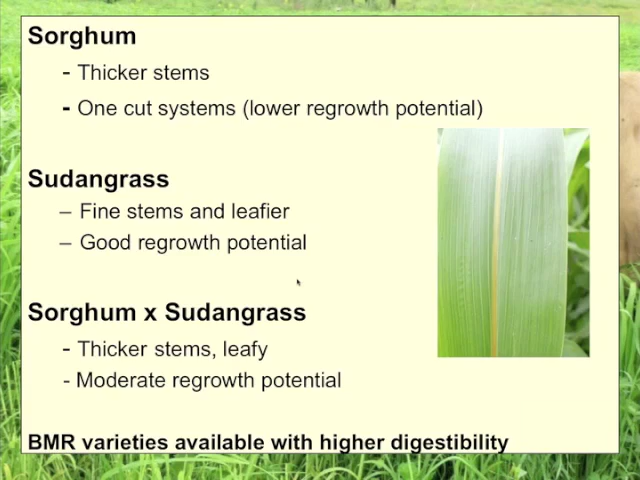 Sorghum
- Thicker stems
- One cut systems (lower regrowth potential)
Sudangrass
– Fine stems and leafier
– Good regrowth potential
Sorghum x Sudangrass
- Thicker stems, leafy
- Moderate regrowth potential
BMR varieties available with higher digestibility